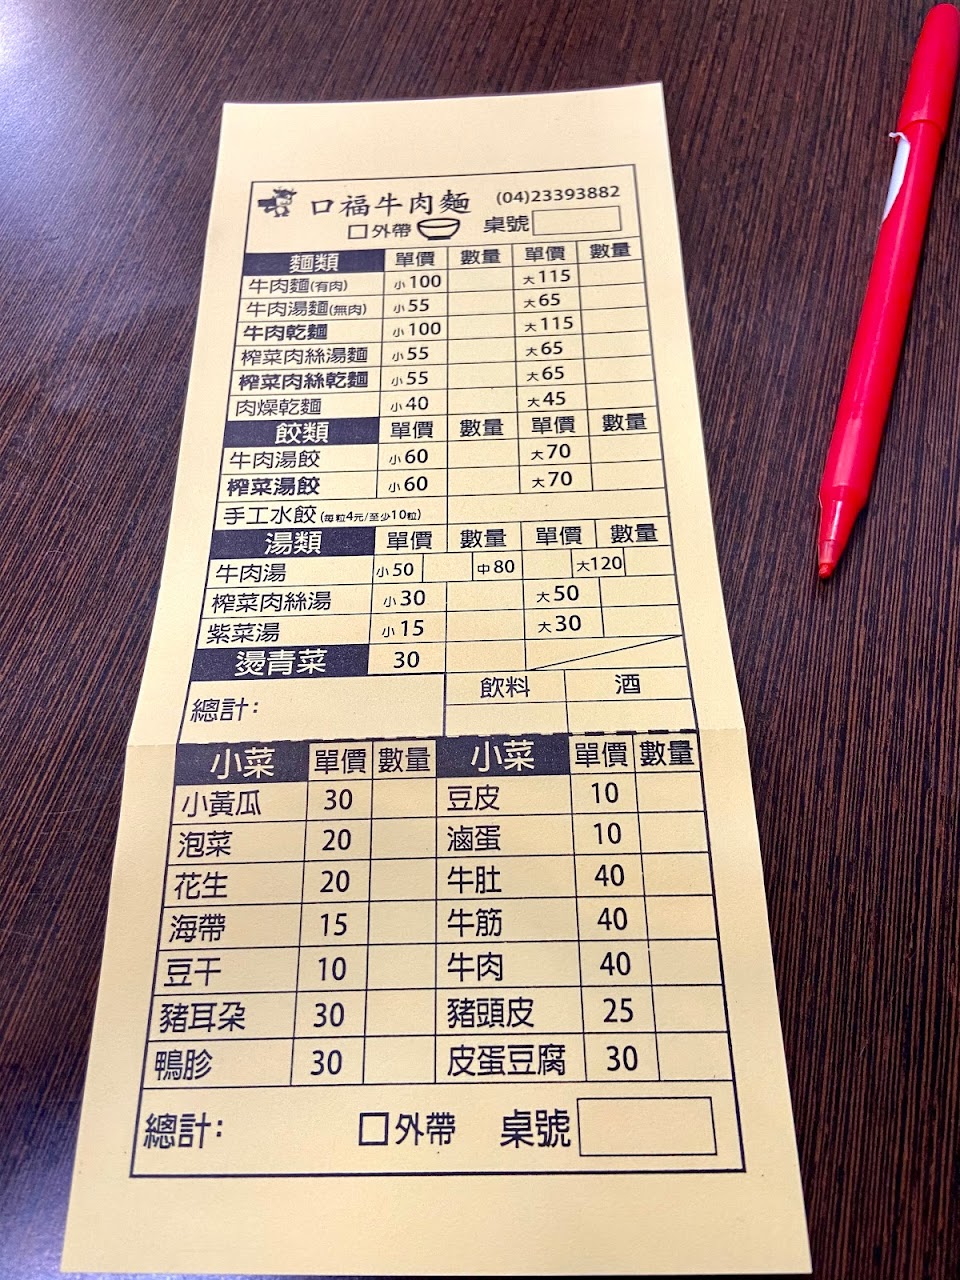 口福牛肉麵 (04)23393882
□外帶 桌號
麵類 單價 數量 單價 數量
牛肉麵(有肉) 小100 大115
牛肉湯麵(無肉) 小55 大65
牛肉乾麵 小100 大115
榨菜肉絲湯麵 小55 大65
榨菜肉絲乾麵 小55 大65
肉燥乾麵 小40 大45
餃類 單價 數量 單價 數量
牛肉湯餃 小60 大70
榨菜湯餃 小60 大70
手工水餃(每粒4元/至少10粒)
湯類 單價 數量 單價 數量
牛肉湯 小50 中80 大120
榨菜肉絲湯 小30 大50
紫菜湯 小15 大30
燙青菜 30
總計: 飲料 酒
小菜 單價 數量 小菜 單價 數量
小黃瓜 30 豆皮 10
泡菜 20 滷蛋 10
花生 20 牛肚 40
海帶 15 牛筋 40
豆干 10 牛肉 40
豬耳朵 30 豬頭皮 25
鴨胗 30 皮蛋豆腐 30
總計: □外帶 桌號